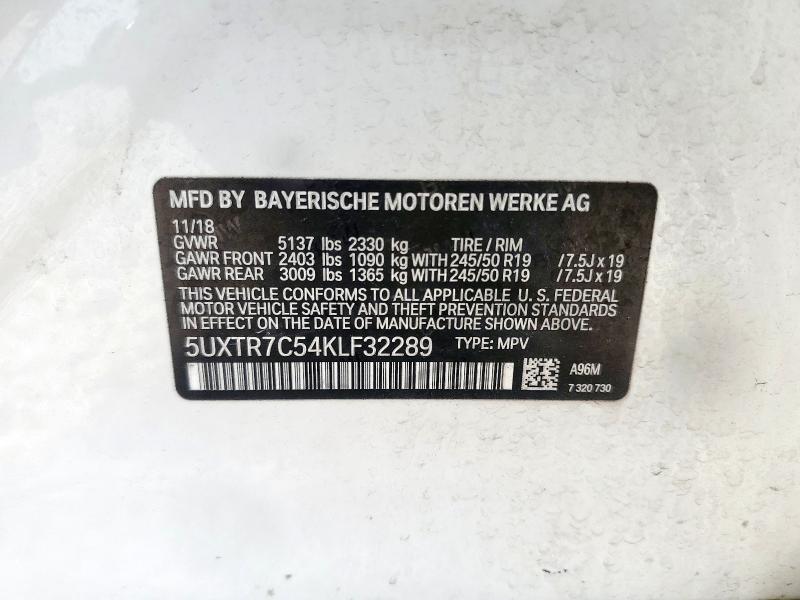 MFD BY BAYERISCHE MOTOREN WERKE AG
11/18
GVWR 5137 lbs 2330 kg TIRE / RIM
GAWR FRONT 2403 lbs 1090 kg WITH 245/50 R19 / 7.5J x 19
GAWR REAR 3009 lbs 1365 kg WITH 245/50 R19 / 7.5J x 19
THIS VEHICLE CONFORMS TO ALL APPLICABLE U. S. FEDERAL
MOTOR VEHICLE SAFETY AND THEFT PREVENTION STANDARDS
IN EFFECT ON THE DATE OF MANUFACTURE SHOWN ABOVE.
5UXTR7C54KLF32289 TYPE: MPV
A96M
7 320 730